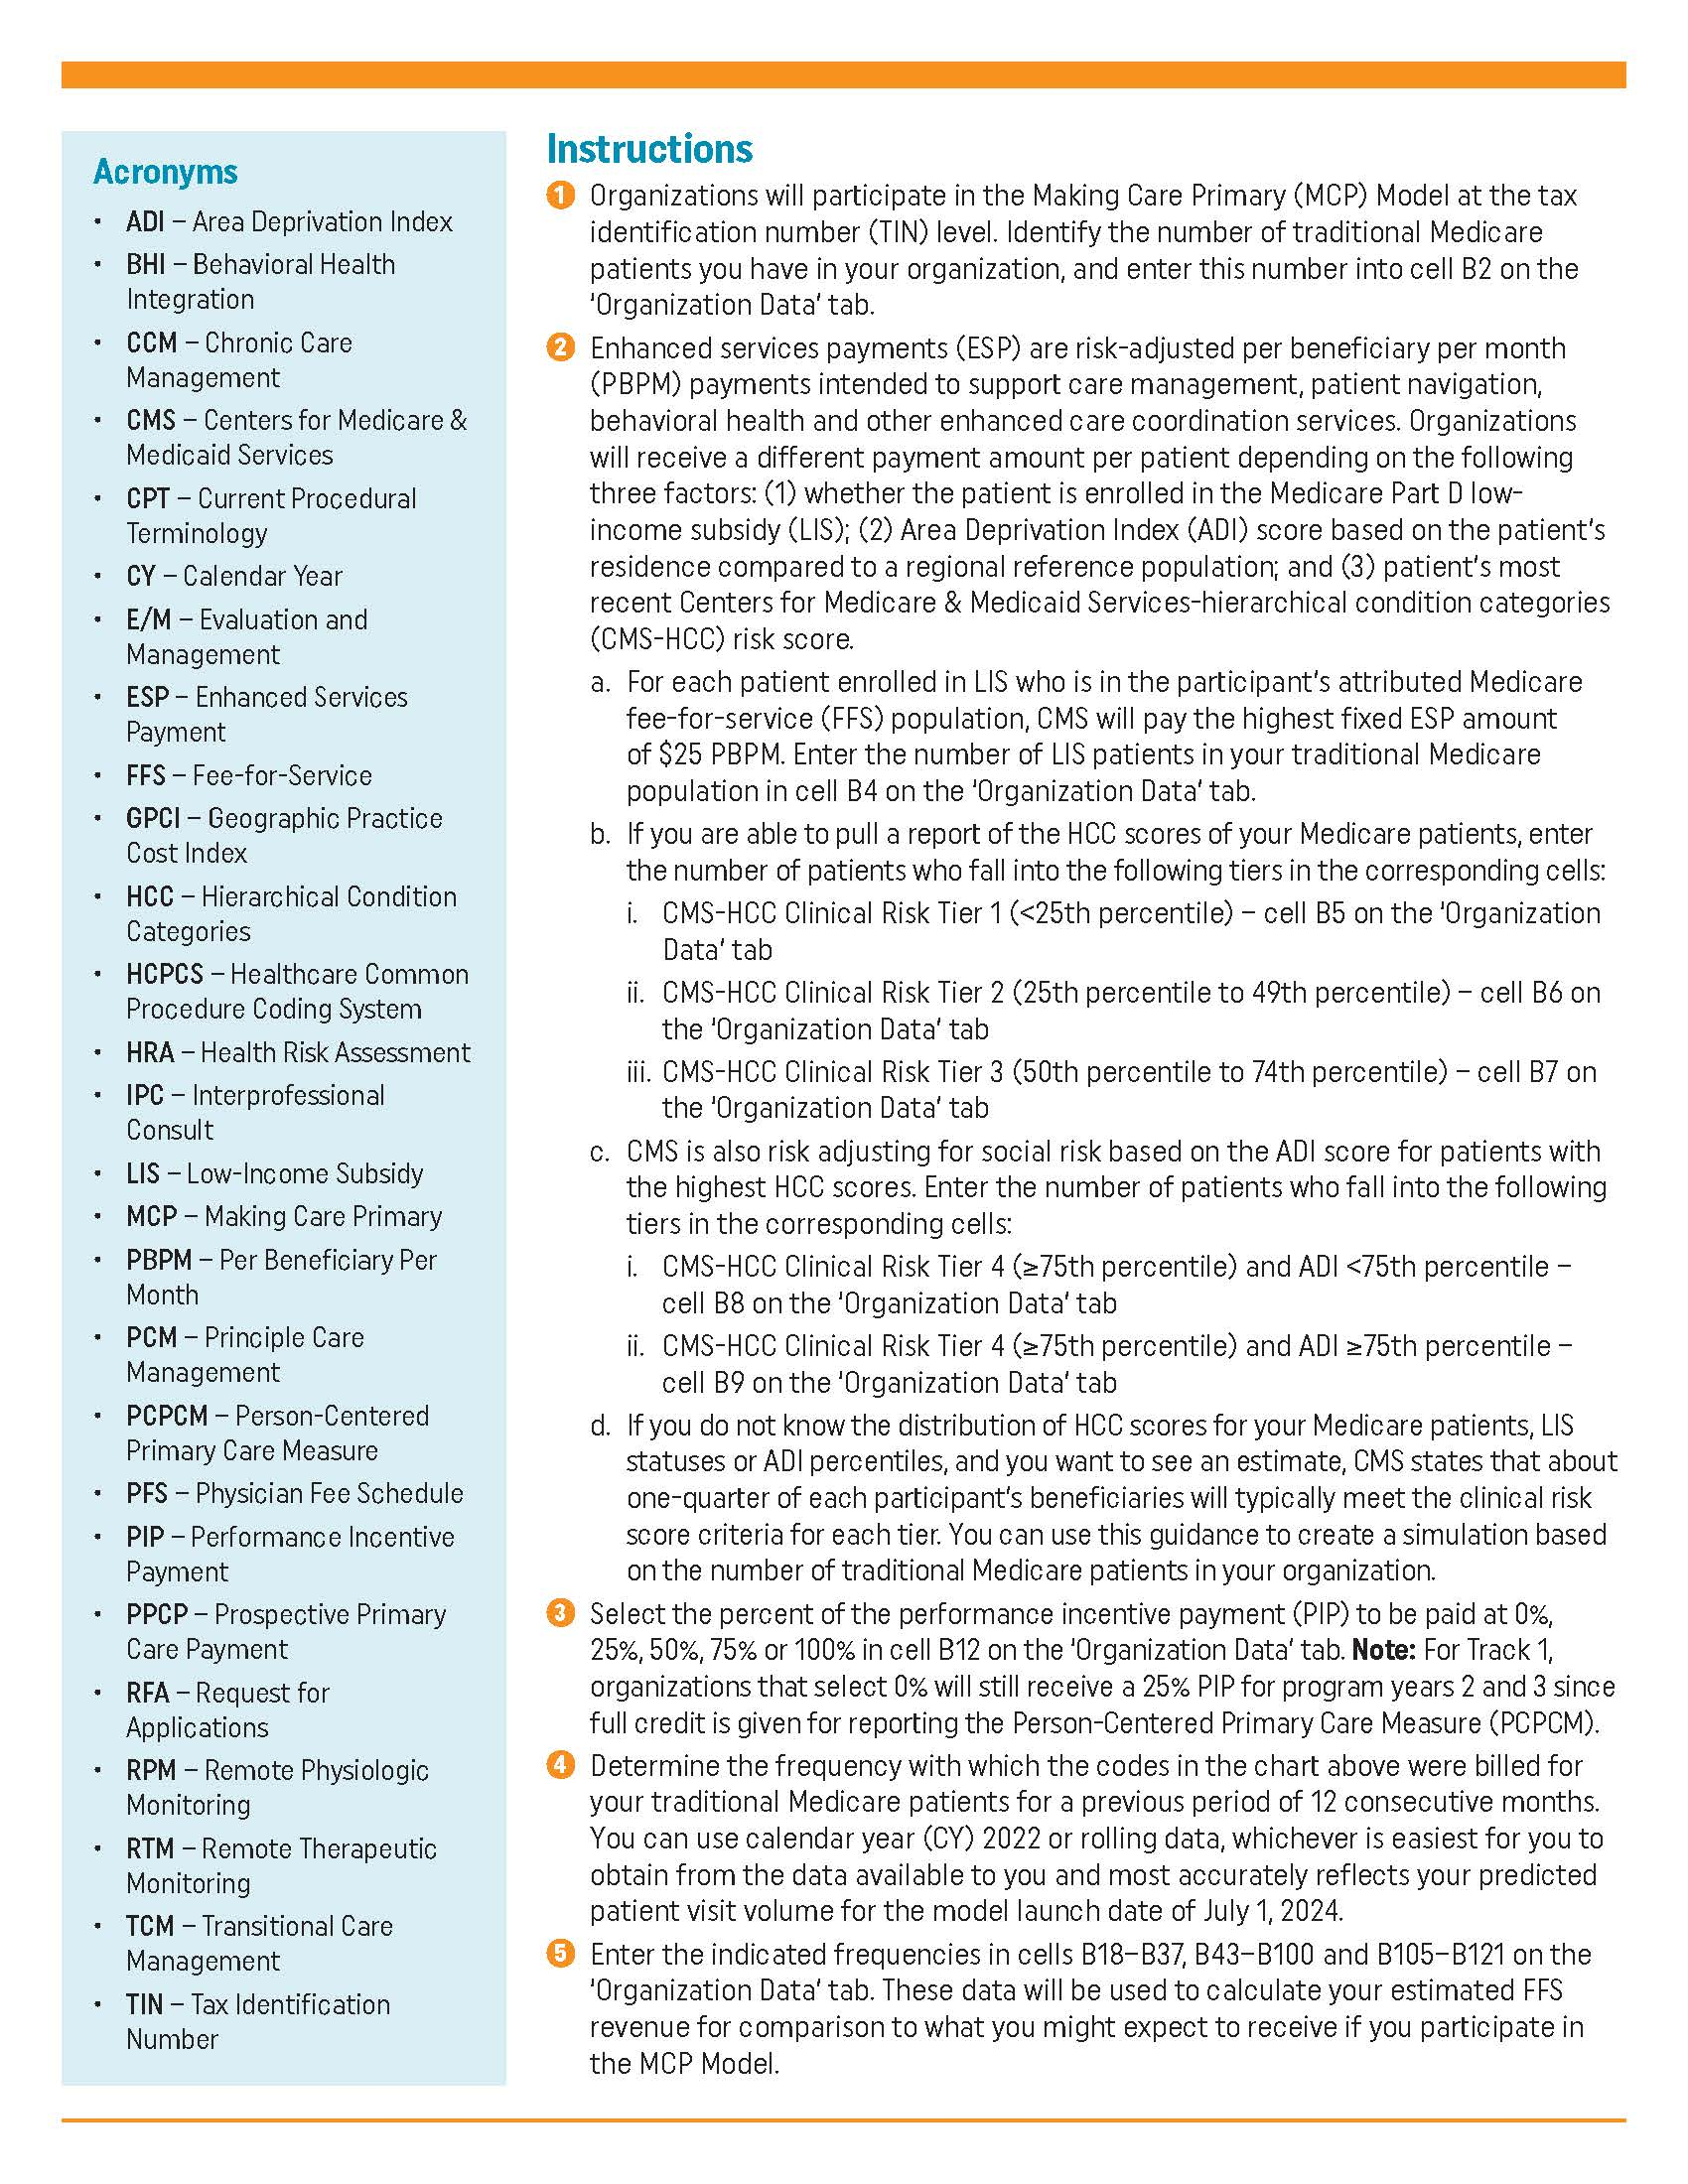 Acronyms
• ADI – Area Deprivation Index
• BHI – Behavioral Health
Integration
• CCM – Chronic Care
Management
• CMS – Centers for Medicare &
Medicaid Services
• CPT – Current Procedural
Terminology
• CY – Calendar Year
• E/M – Evaluation and
Management
• ESP – Enhanced Services
Payment
• FFS – Fee-for-Service
• GPCI – Geographic Practice
Cost Index
• HCC – Hierarchical Condition
Categories
• HCPCS – Healthcare Common
Procedure Coding System
• HRA – Health Risk Assessment
• IPC – Interprofessional
Consult
• LIS – Low-Income Subsidy
• MCP – Making Care Primary
• PBPM – Per Beneficiary Per
Month
• PCM – Principle Care
Management
• PCPCM – Person-Centered
Primary Care Measure
• PFS – Physician Fee Schedule
• PIP – Performance Incentive
Payment
• PPCP – Prospective Primary
Care Payment
• RFA – Request for
Applications
• RPM – Remote Physiologic
Monitoring
• RTM – Remote Therapeutic
Monitoring
• TCM – Transitional Care
Management
• TIN – Tax Identification
Number
Instructions
1 Organizations will participate in the Making Care Primary (MCP) Model at the tax
identification number (TIN) level. Identify the number of traditional Medicare
patients you have in your organization, and enter this number into cell B2 on the
‘Organization Data’ tab.
2 Enhanced services payments (ESP) are risk-adjusted per beneficiary per month
(PBPM) payments intended to support care management, patient navigation,
behavioral health and other enhanced care coordination services. Organizations
will receive a different payment amount per patient depending on the following
three factors: (1) whether the patient is enrolled in the Medicare Part D low-
income subsidy (LIS); (2) Area Deprivation Index (ADI) score based on the patient’s
residence compared to a regional reference population; and (3) patient’s most
recent Centers for Medicare & Medicaid Services-hierarchical condition categories
(CMS-HCC) risk score.
a. For each patient enrolled in LIS who is in the participant’s attributed Medicare
fee-for-service (FFS) population, CMS will pay the highest fixed ESP amount
of $25 PBPM. Enter the number of LIS patients in your traditional Medicare
population in cell B4 on the ‘Organization Data’ tab.
b. If you are able to pull a report of the HCC scores of your Medicare patients, enter
the number of patients who fall into the following tiers in the corresponding cells:
i. CMS-HCC Clinical Risk Tier 1 (<25th percentile) – cell B5 on the ‘Organization
Data’ tab
ii. CMS-HCC Clinical Risk Tier 2 (25th percentile to 49th percentile) – cell B6 on
the ‘Organization Data’ tab
iii. CMS-HCC Clinical Risk Tier 3 (50th percentile to 74th percentile) – cell B7 on
the ‘Organization Data’ tab
c. CMS is also risk adjusting for social risk based on the ADI score for patients with
the highest HCC scores. Enter the number of patients who fall into the following
tiers in the corresponding cells:
i. CMS-HCC Clinical Risk Tier 4 (≥75th percentile) and ADI <75th percentile –
cell B8 on the ‘Organization Data’ tab
ii. CMS-HCC Clinical Risk Tier 4 (≥75th percentile) and ADI ≥75th percentile –
cell B9 on the ‘Organization Data’ tab
d. If you do not know the distribution of HCC scores for your Medicare patients, LIS
statuses or ADI percentiles, and you want to see an estimate, CMS states that about
one-quarter of each participant’s beneficiaries will typically meet the clinical risk
score criteria for each tier. You can use this guidance to create a simulation based
on the number of traditional Medicare patients in your organization.
3 Select the percent of the performance incentive payment (PIP) to be paid at 0%,
25%, 50%, 75% or 100% in cell B12 on the ‘Organization Data’ tab. Note: For Track 1,
organizations that select 0% will still receive a 25% PIP for program years 2 and 3 since
full credit is given for reporting the Person-Centered Primary Care Measure (PCPCM).
4 Determine the frequency with which the codes in the chart above were billed for
your traditional Medicare patients for a previous period of 12 consecutive months.
You can use calendar year (CY) 2022 or rolling data, whichever is easiest for you to
obtain from the data available to you and most accurately reflects your predicted
patient visit volume for the model launch date of July 1, 2024.
5 Enter the indicated frequencies in cells B18–B37, B43–B100 and B105–B121 on the
‘Organization Data’ tab. These data will be used to calculate your estimated FFS
revenue for comparison to what you might expect to receive if you participate in
the MCP Model.